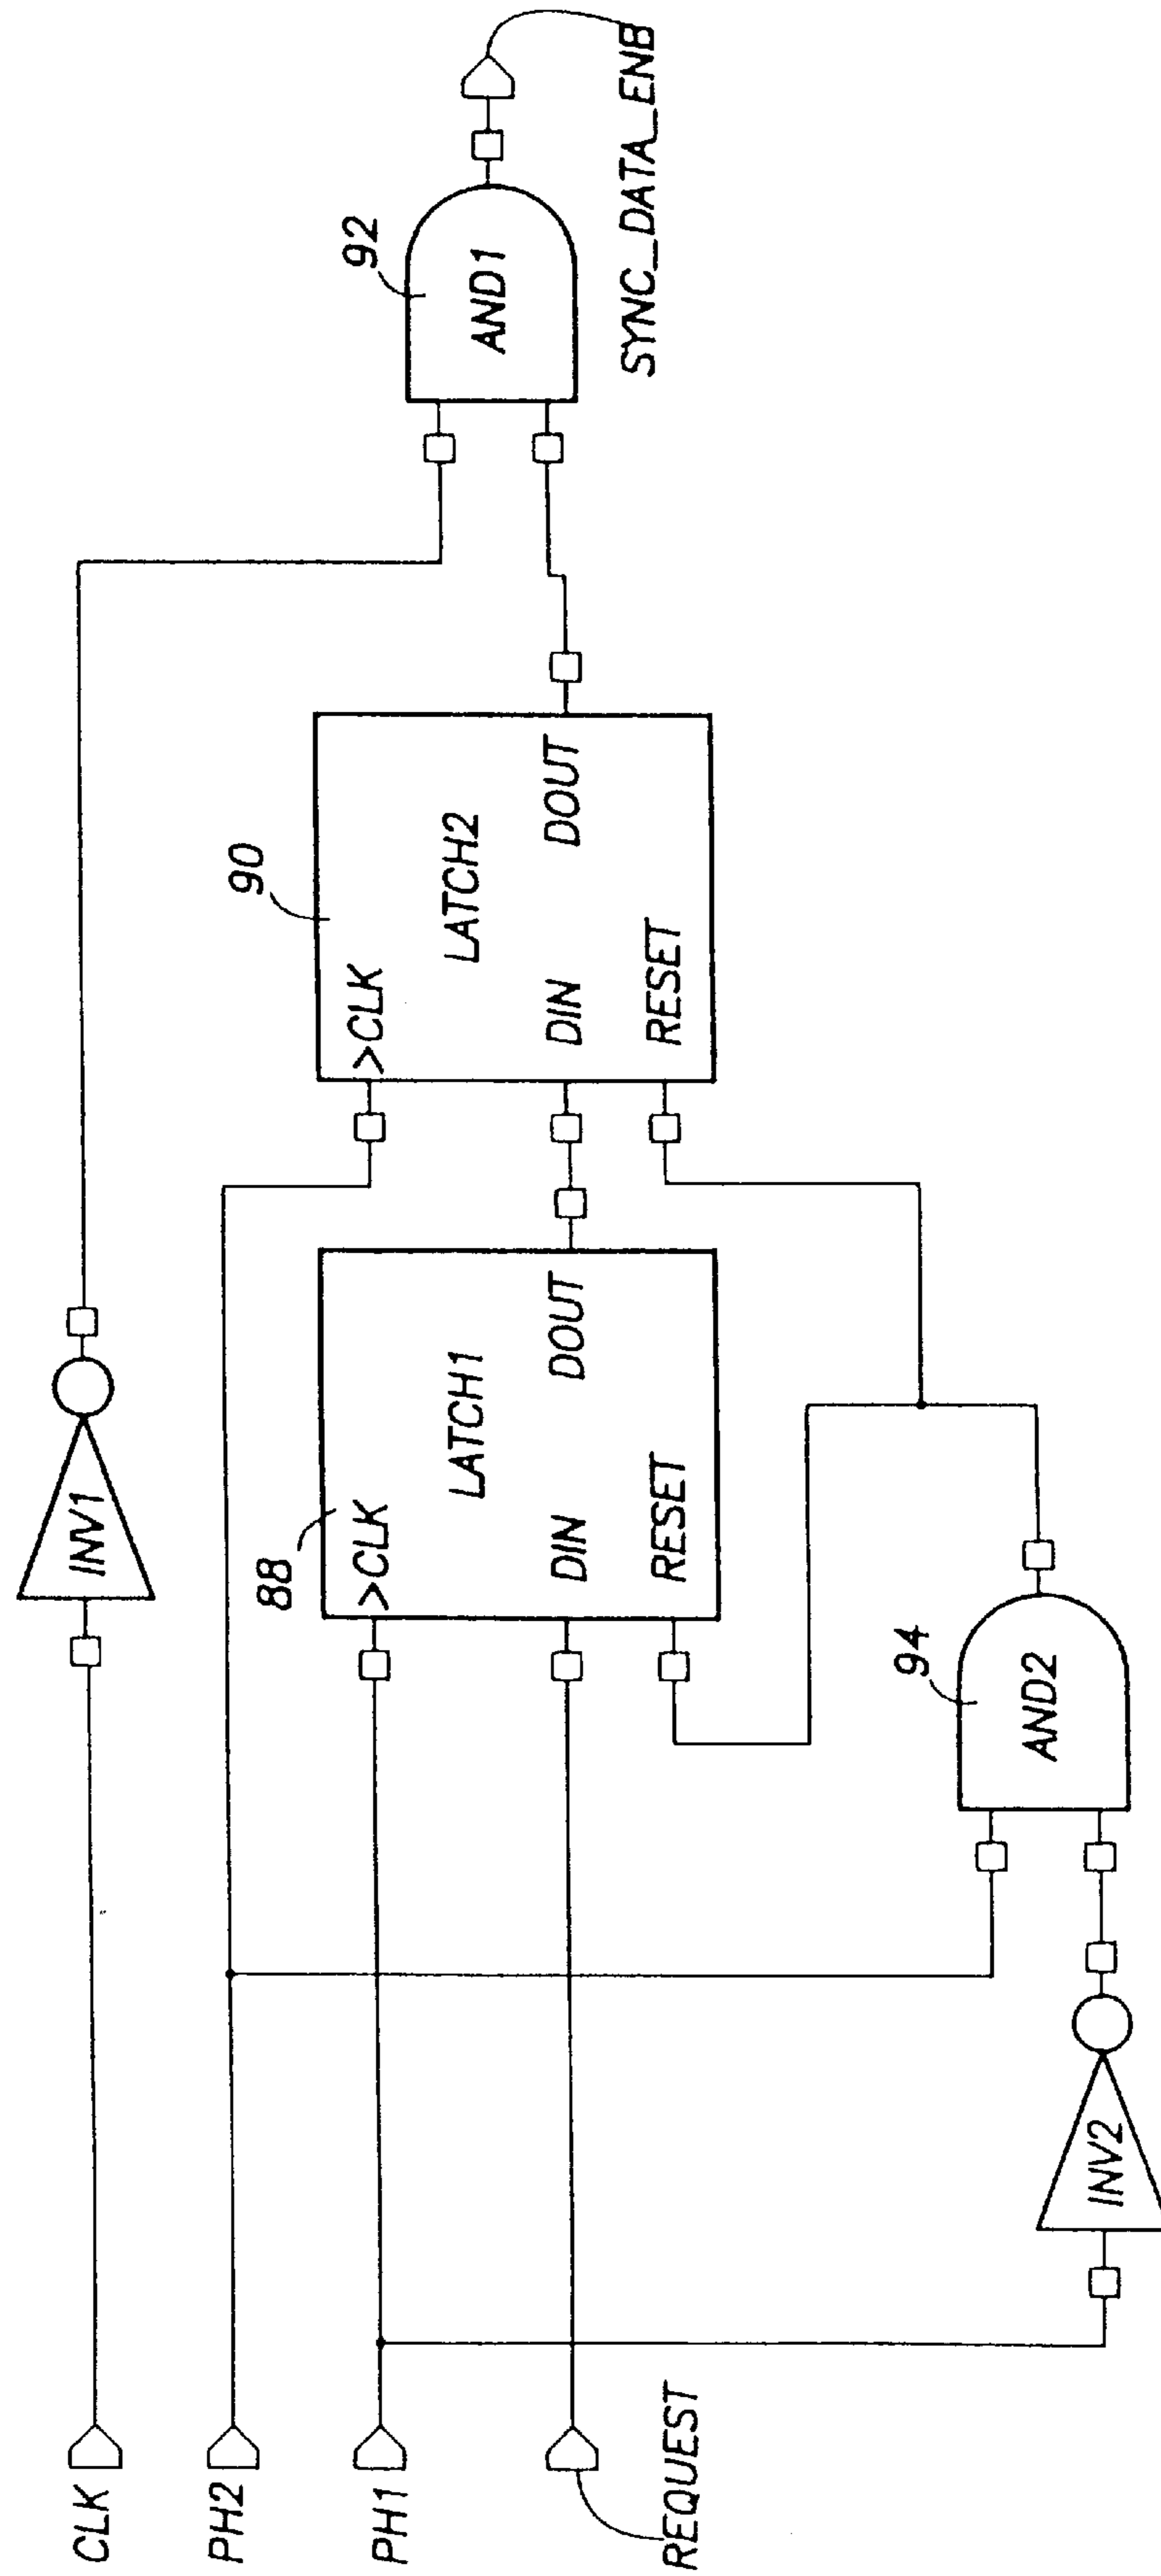 CLK
PH2
PH1
REQUEST
INV1
INV2
88
>CLK
LATCH1
DIN
DOUT
RESET
94
AND2
90
>CLK
LATCH2
DIN
DOUT
RESET
92
AND1
SYNC_DATA_ENB